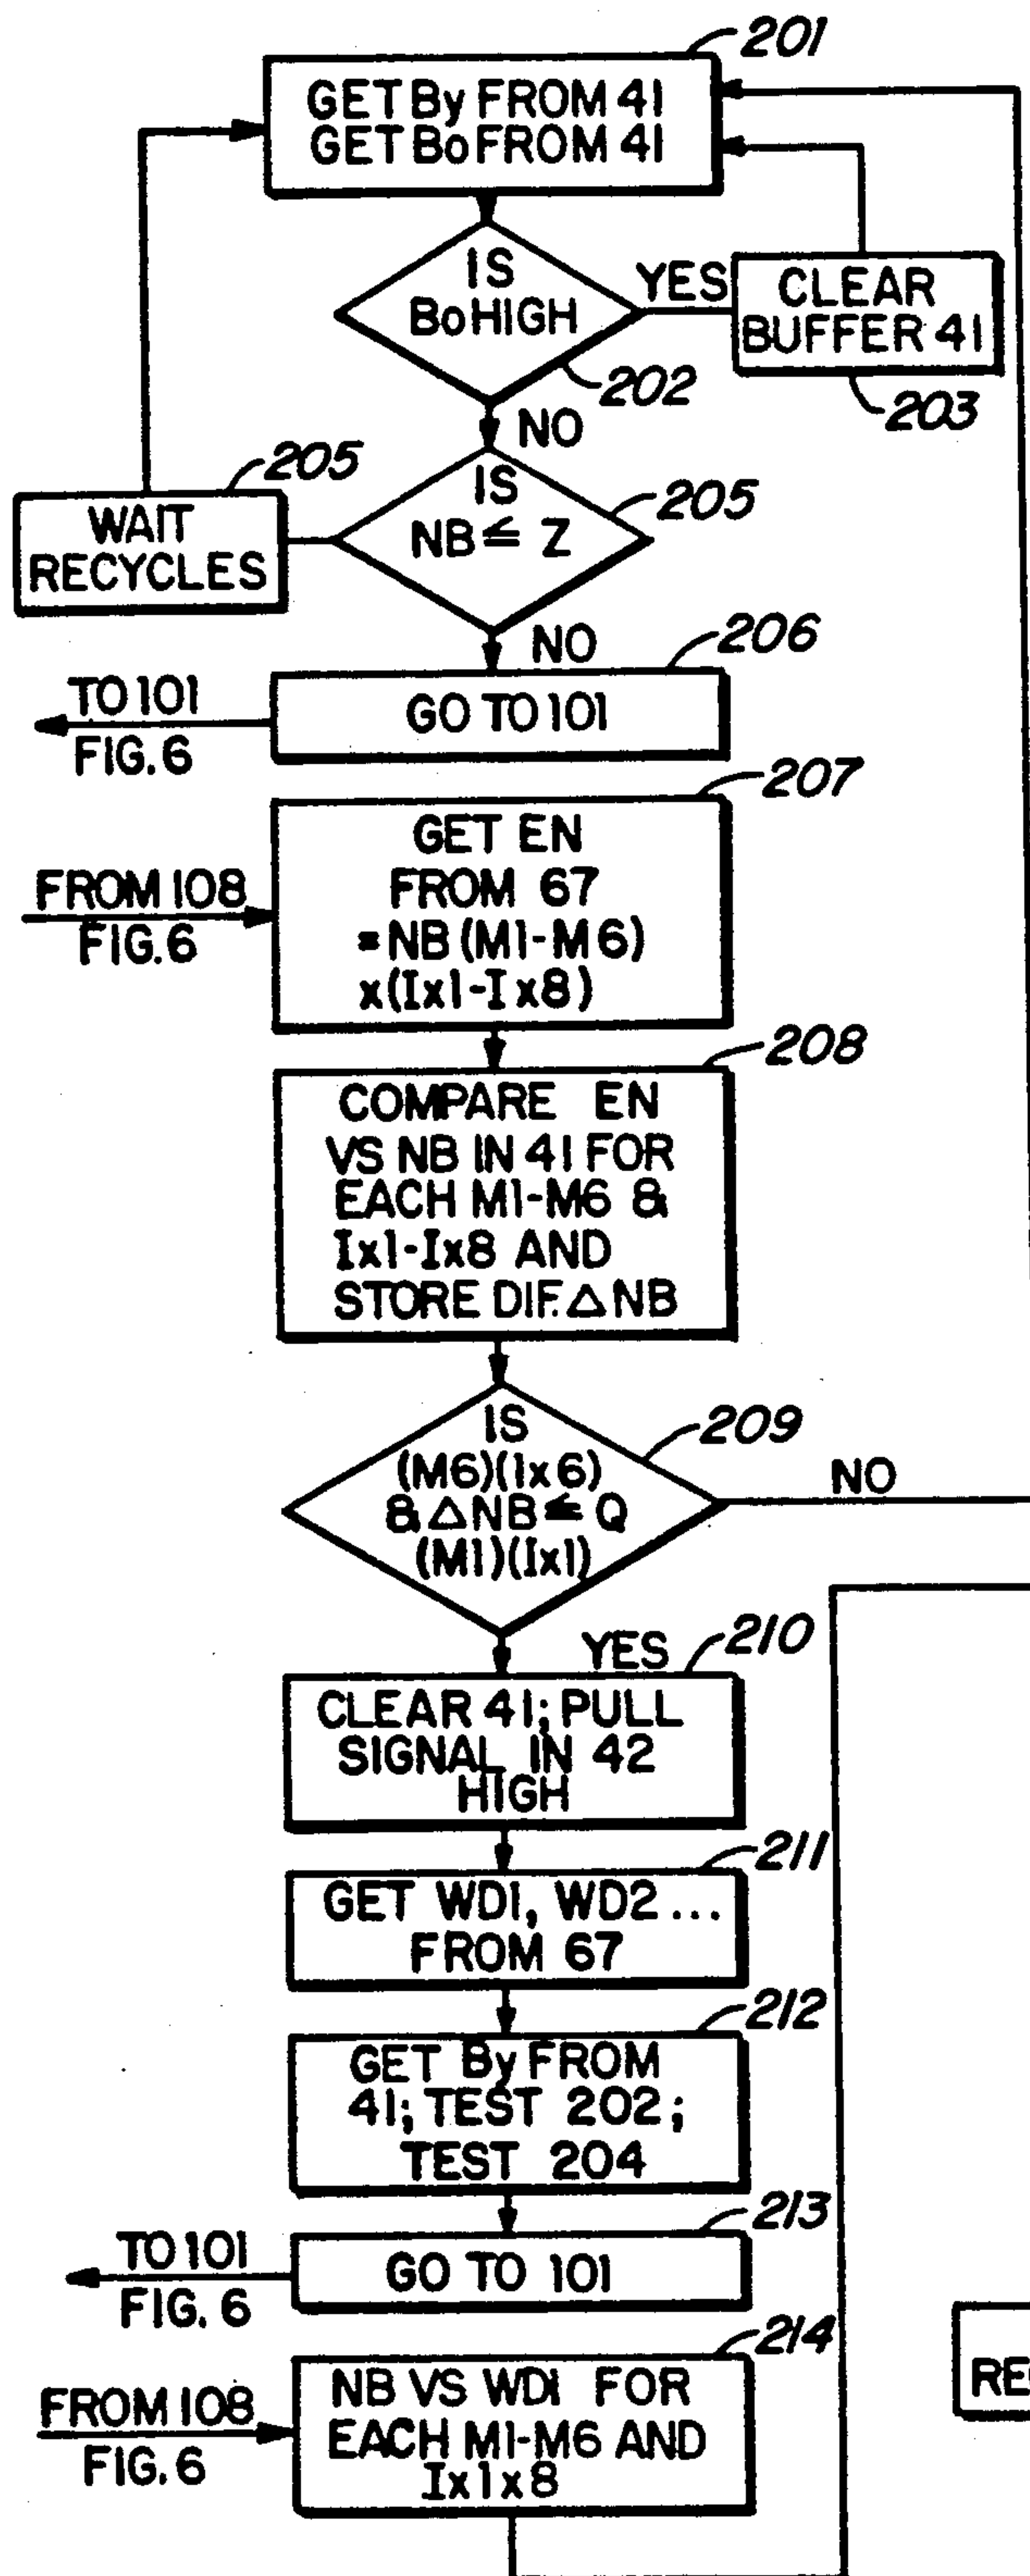 201
GET By FROM 41
GET Bo FROM 41
IS
Bo HIGH
YES
CLEAR
BUFFER 41
202
203
NO
205
WAIT
RECYCLES
IS
NB ≦ Z
205
NO
206
TO 101
FIG. 6
GO TO 101
207
FROM 108
FIG. 6
GET EN
FROM 67
= NB (M1-M6)
x(Ix1-Ix8)
208
COMPARE EN
VS NB IN 41 FOR
EACH M1-M6 &
Ix1-Ix8 AND
STORE DIF. △ NB
209
IS
(M6)(Ix6)
& △ NB ≦ Q
(M1)(Ix1)
NO
YES
210
CLEAR 41; PULL
SIGNAL IN 42
HIGH
211
GET WD1, WD2...
FROM 67
212
GET By FROM
41; TEST 202;
TEST 204
213
TO 101
FIG. 6
GO TO 101
214
FROM 108
FIG. 6
NB VS WD1 FOR
EACH M1-M6 AND
Ix1x8